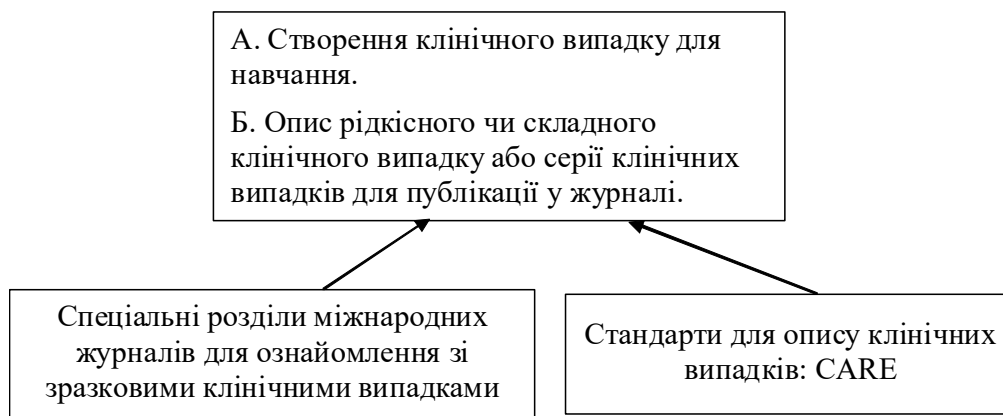 А. Створення клінічного випадку для
навчання.
Б. Опис рідкісного чи складного
клінічного випадку або серії клінічних
випадків для публікації у журналі.
Спеціальні розділи міжнародних
журналів для ознайомлення зі
зразковими клінічними випадками
Стандарти для опису клінічних
випадків: CARE